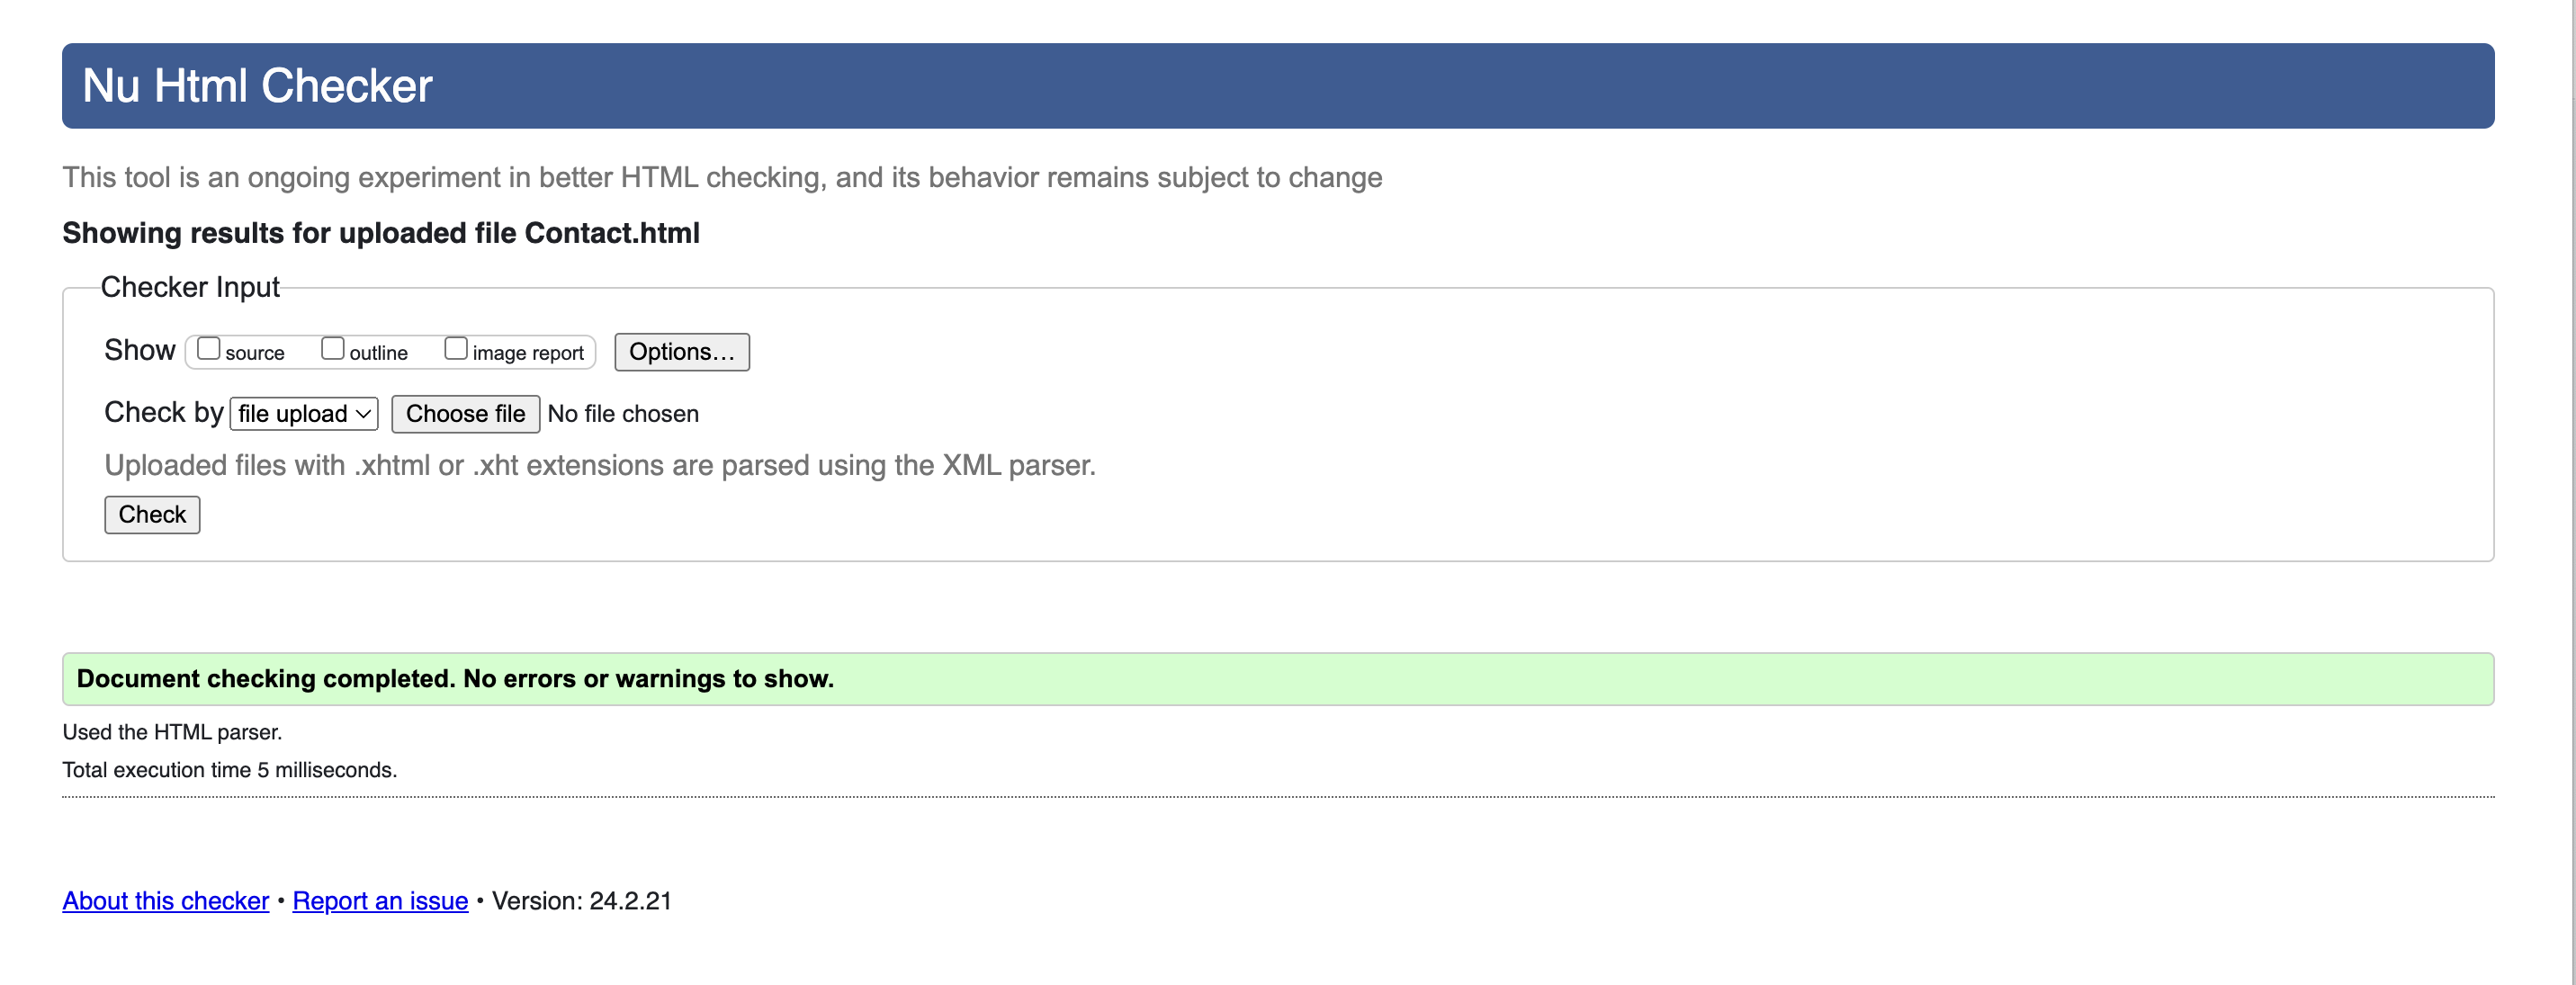 Nu Html Checker
This tool is an ongoing experiment in better HTML checking, and its behavior remains subject to change
Showing results for uploaded file Contact.html
Checker Input
Show source outline image report Options…
Check by file upload Choose file No file chosen
Uploaded files with .xhtml or .xht extensions are parsed using the XML parser.
Check
Document checking completed. No errors or warnings to show.
Used the HTML parser.
Total execution time 5 milliseconds.
About this checker • Report an issue • Version: 24.2.21